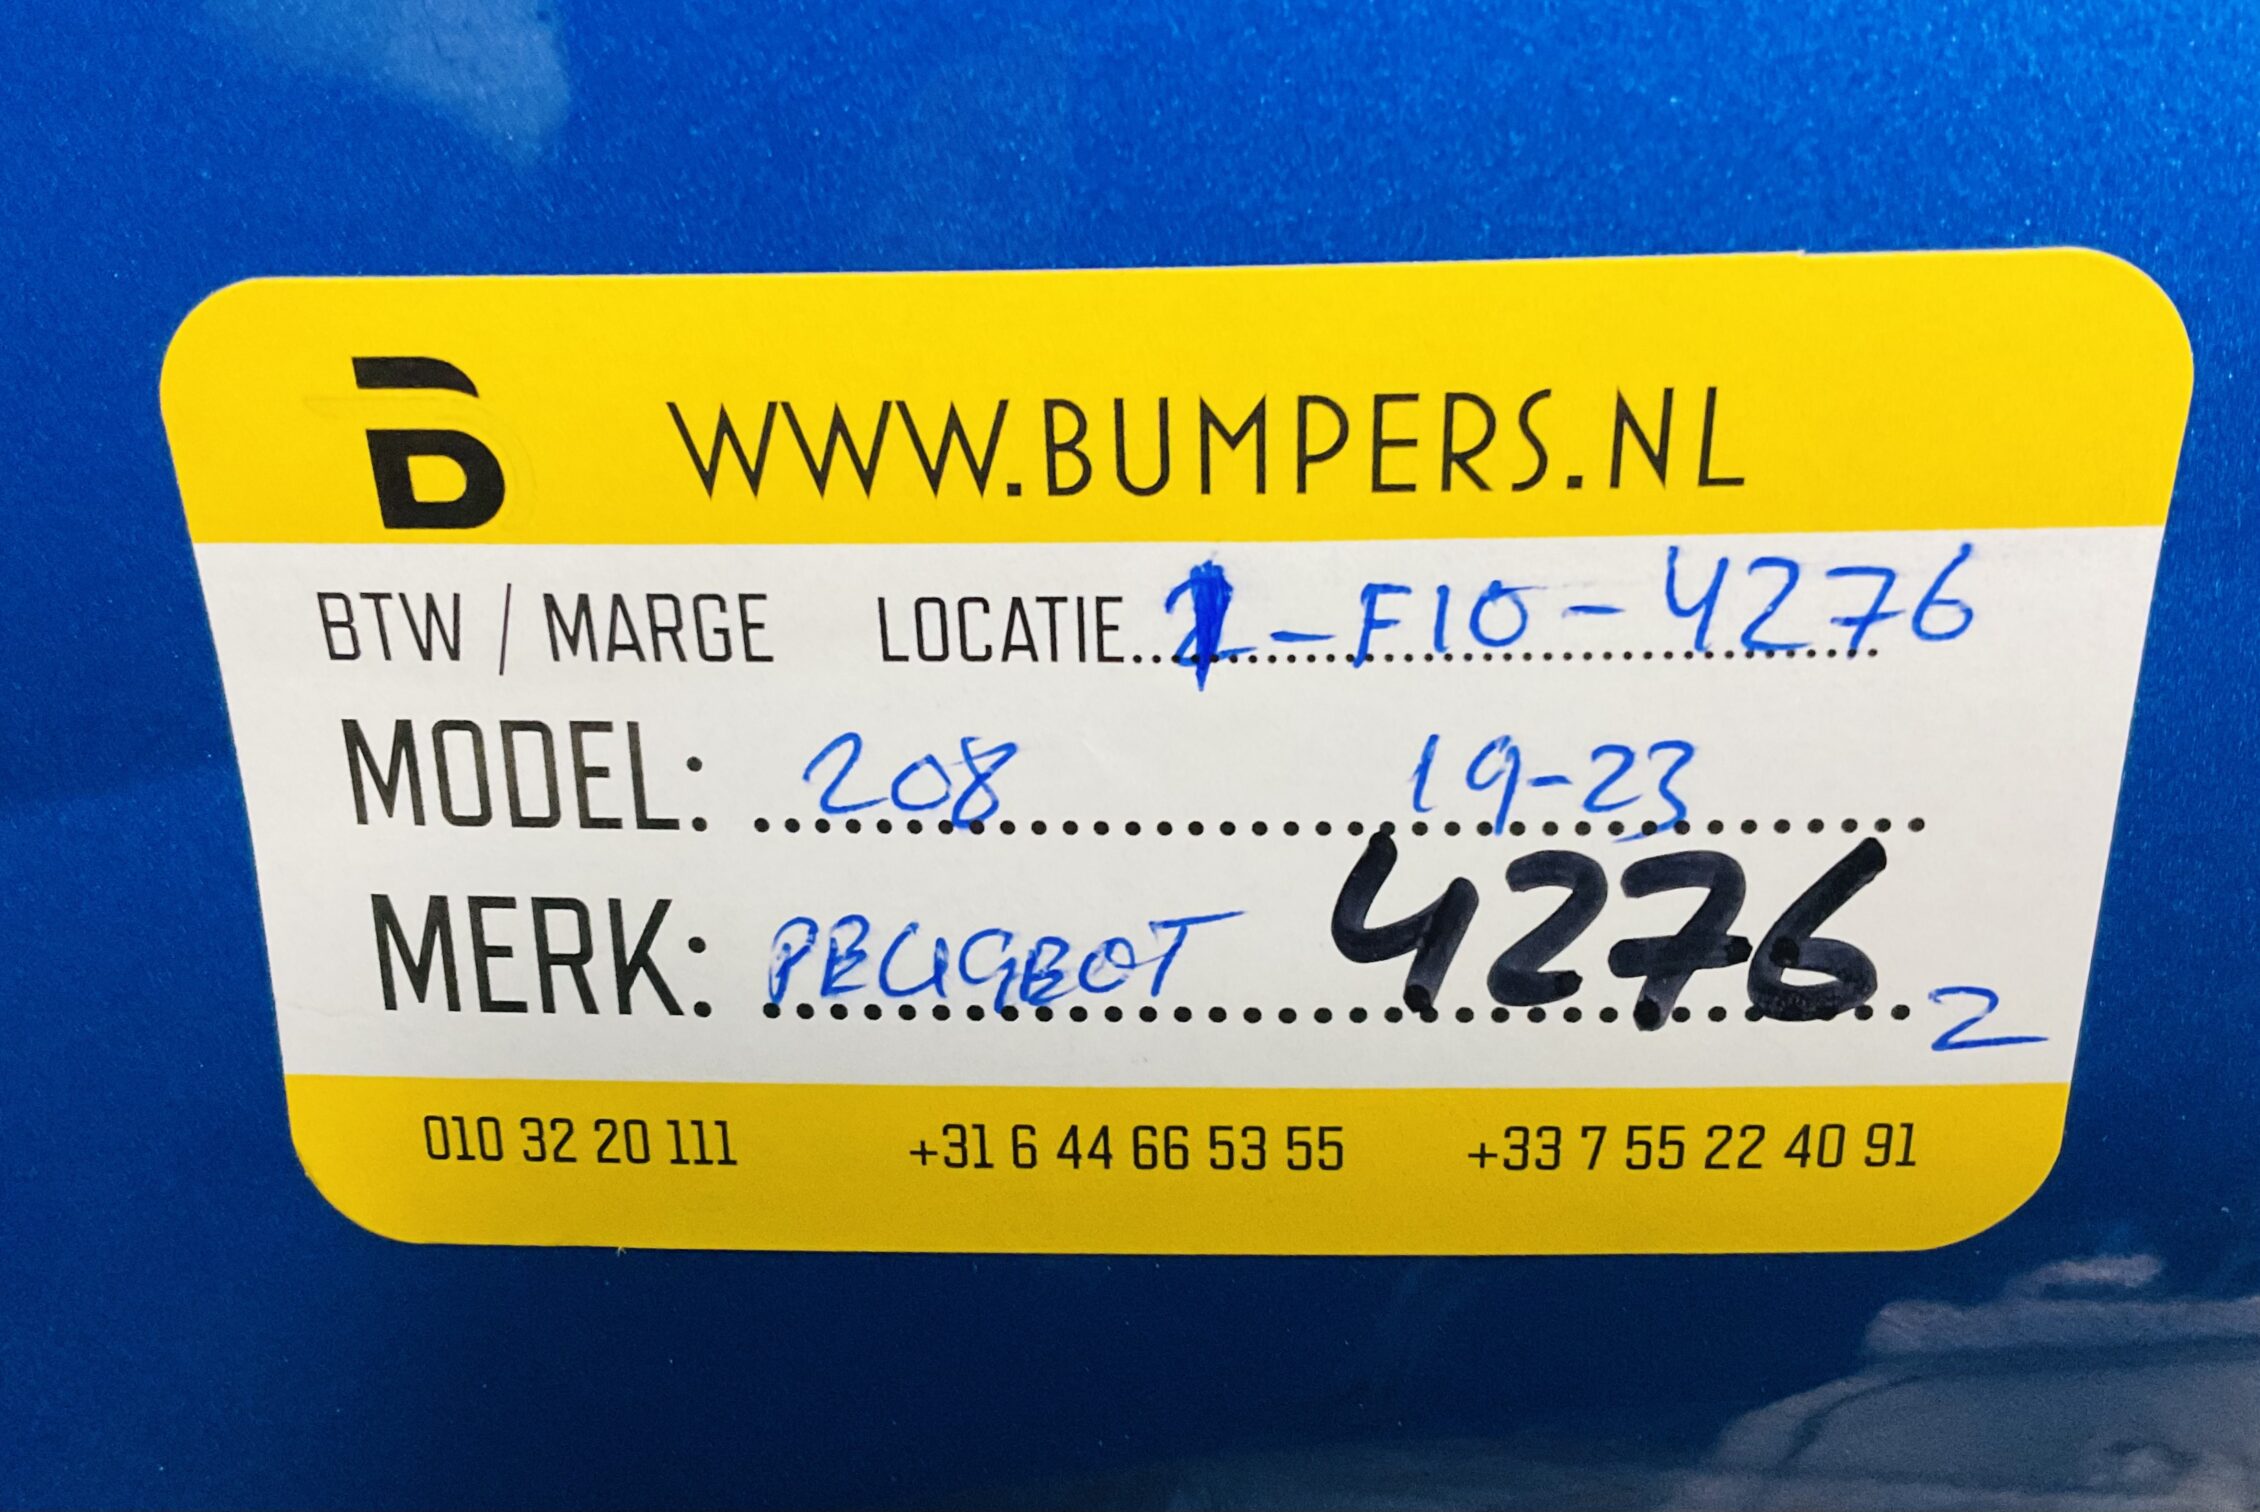 B WWW.BUMPERS.NL
BTW / MARGE LOCATIE 1-F10-4276
MODEL: 208 19-23
MERK: PEUGEOT 4276 2
010 32 20 111 +31 6 44 66 53 55 +33 7 55 22 40 91